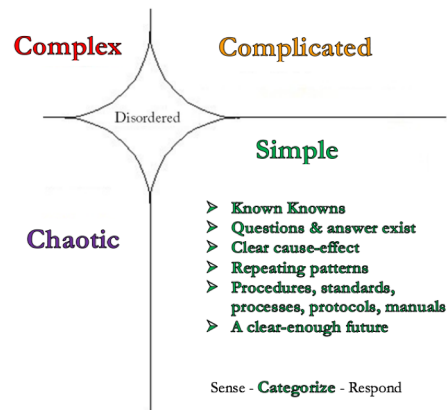 Complex
Complicated
Disordered
Simple
Chaotic
Known Knowns
Questions & answer exist
Clear cause-effect
Repeating patterns
Procedures, standards,
processes, protocols, manuals
A clear-enough future
Sense - Categorize - Respond